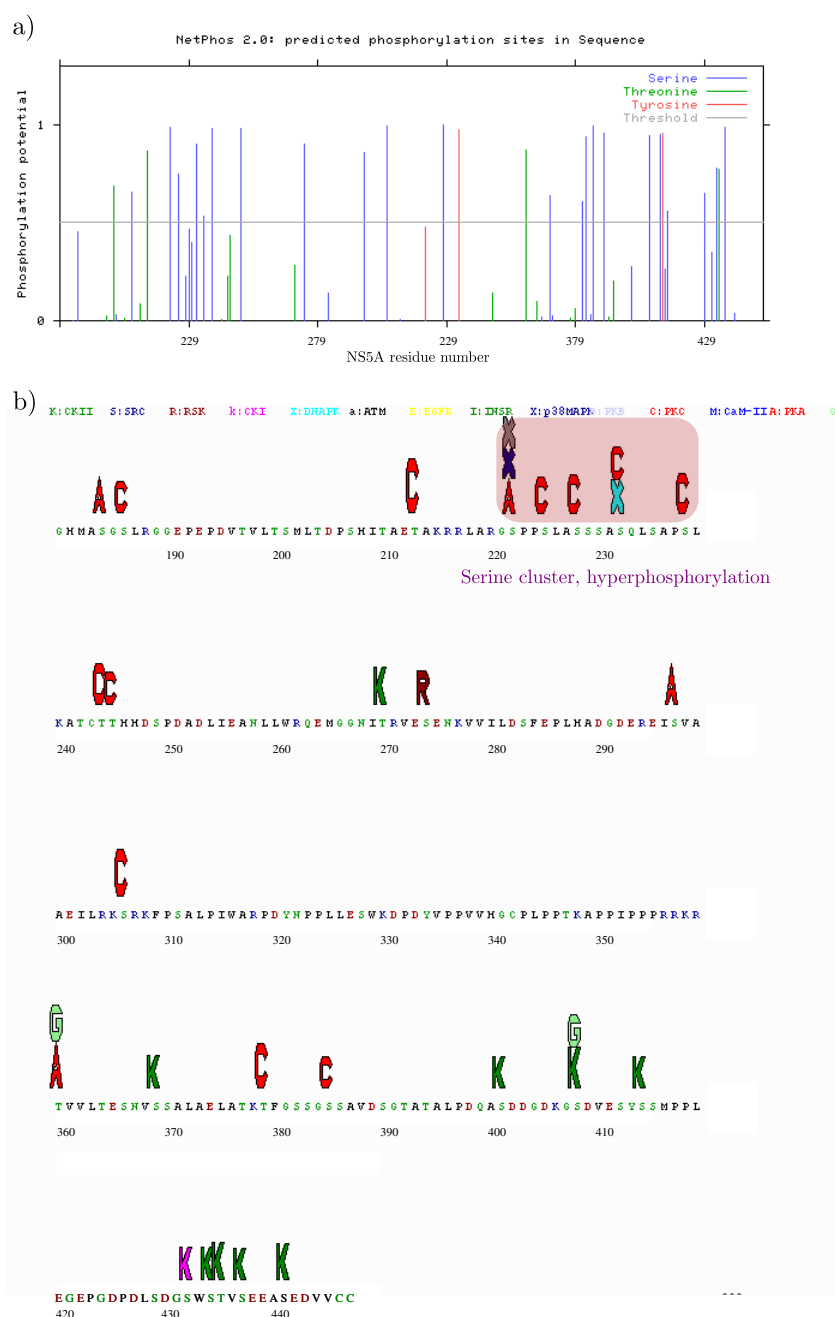 a)
NetPhos 2.0: predicted phosphorylation sites in Sequence
Serine
Threonine
Tyrosine
Threshold
Phosphorylation potential
1
0
229 279 229 379 429
NS5A residue number
b)
K:CKII S:SRC R:RSK k:CKI X:DNAPK a:ATM E:EGFR I:INSR X:p38MAPK :PKB C:PKC M:CaM-II A:PKA G
X
X C
A C C A C C X C
GHMASGSLRGGEPEPDVTVLTSMLTDPSHITAETAKRRLARGSPPSLASSSASQLSAPSL
190 200 210 220 230
Serine cluster, hyperphosphorylation
C C K R A
KATCTTHHDSPDADLIEANLLWRQEMGGNITRVESENKVVILDSFEPLHADGDEREISVA
240 250 260 270 280 290
C
AEILRKSRKFPSALPIWARPDYNPPLLESWKDPDYVPPVVHGCPLPPTKAPPIPPPRRKR
300 310 320 330 340 350
G G
A K C C K K K
TVVLTESNVSSALAELATKTFGSSGSSAVDSGTATALPDQASDDGDKGSDVESYSSMPPL
360 370 380 390 400 410
K K K K K
EGEPGDPDLSDGSWSTVSEEASEDVVCC
420 430 440